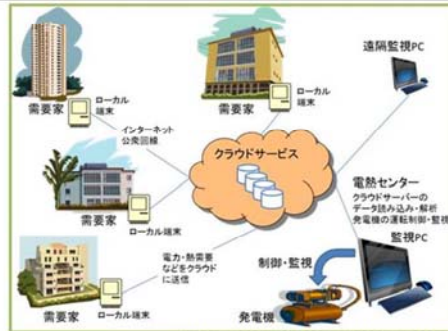 需要家
ローカル
端末
需要家
ローカル
端末
遠隔監視PC
インターネット
公衆回線
クラウドサービス
需要家
ローカル端末
電熱センター
クラウドサーバーの
データ読み込み・解析
発電機の運転制御・監視
監視PC
電力・熱需要
などをクラウド
に送信
制御・監視
需要家
ローカル端末
発電機